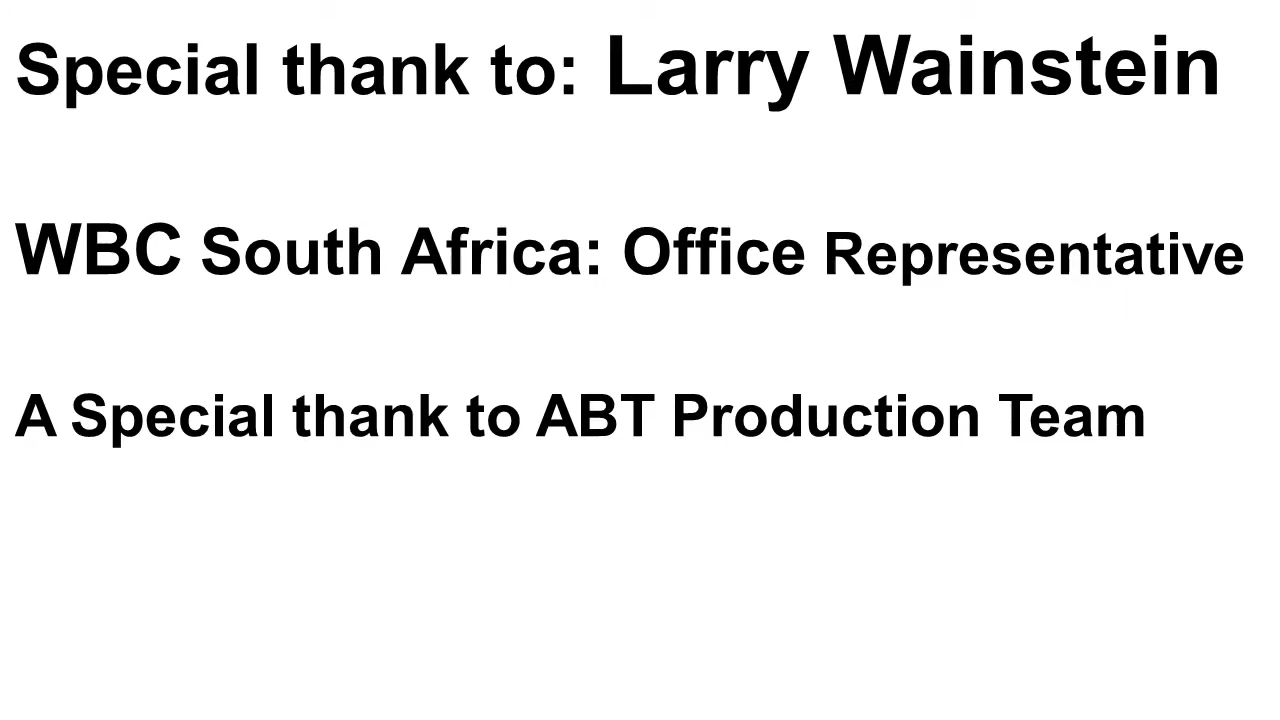 Special thank to: Larry Wainstein
WBC South Africa: Office Representative
A Special thank to ABT Production Team